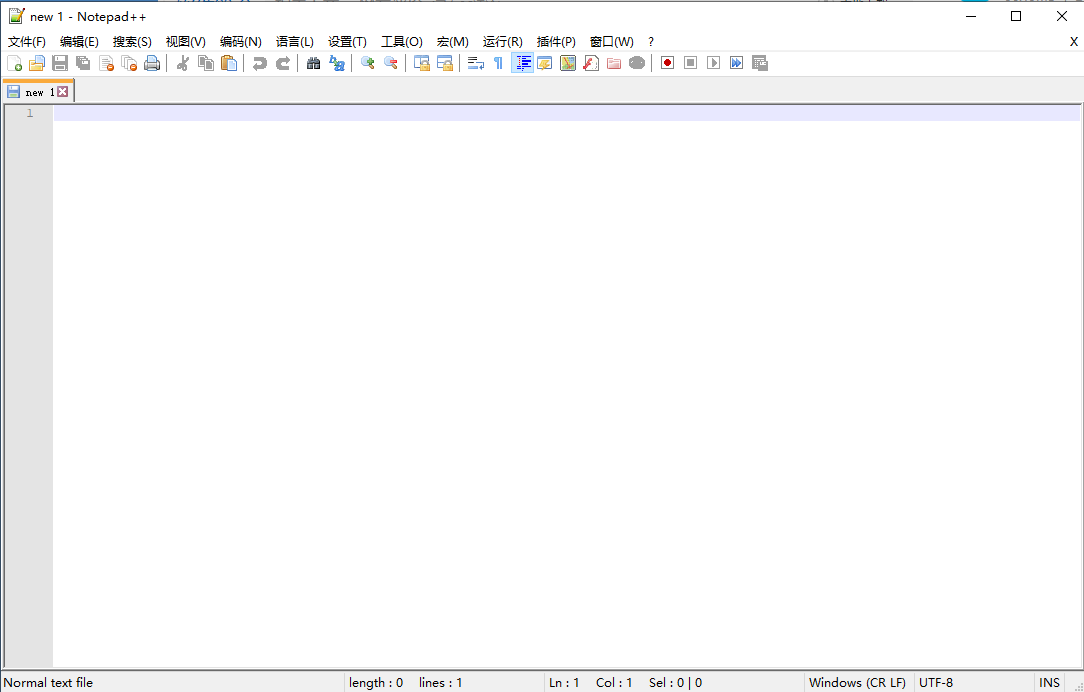 new 1 - Notepad++
文件(F) 编辑(E) 搜索(S) 视图(V) 编码(N) 语言(L) 设置(T) 工具(O) 宏(M) 运行(R) 插件(P) 窗口(W) ? X
new 1
1
Normal text file length : 0 lines : 1 Ln : 1 Col : 1 Sel : 0 | 0 Windows (CR LF) UTF-8 INS